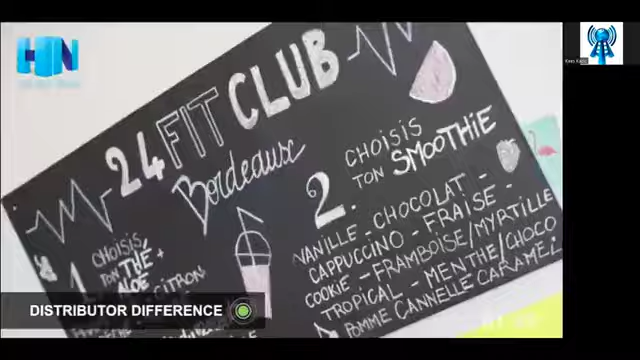 HN
24 FIT CLUB
Bordeaux
1
CHOISIS
TON THÉ +
ALOE
CITRON
2.
CHOISIS
TON SMOOTHIE
VANILLE - CHOCOLAT -
CAPPUCCINO - FRAISE -
COOKIE - FRAMBOISE/MYRTILLE
TROPICAL - MENTHE/CHOCO
POMME CANNELLE CARAMEL
DISTRIBUTOR DIFFERENCE